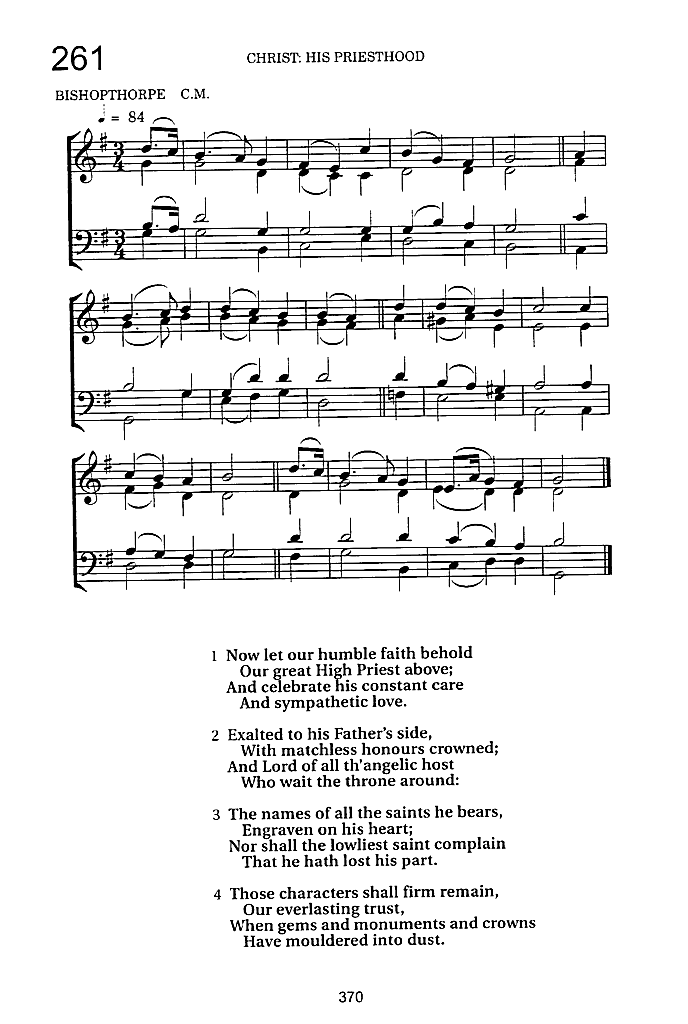 261
CHRIST: HIS PRIESTHOOD
BISHOPTHORPE C.M.
♩ = 84
1 Now let our humble faith behold
Our great High Priest above;
And celebrate his constant care
And sympathetic love.
2 Exalted to his Father's side,
With matchless honours crowned;
And Lord of all th'angelic host
Who wait the throne around:
3 The names of all the saints he bears,
Engraven on his heart;
Nor shall the lowliest saint complain
That he hath lost his part.
4 Those characters shall firm remain,
Our everlasting trust,
When gems and monuments and crowns
Have mouldered into dust.
370